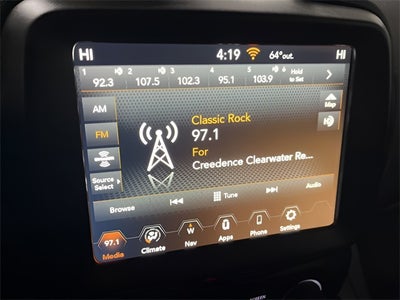 HI 4:19 64°out. HI
1 2 3 4 5 6
92.3 107.5 102.3 95.1 103.9 Hold to Set
AM
Map
Classic Rock
FM
97.1
For
Creedence Clearwater Re...
Source Select
Browse Tune Audio
97.1 W
Media Climate Nav Apps Phone Settings